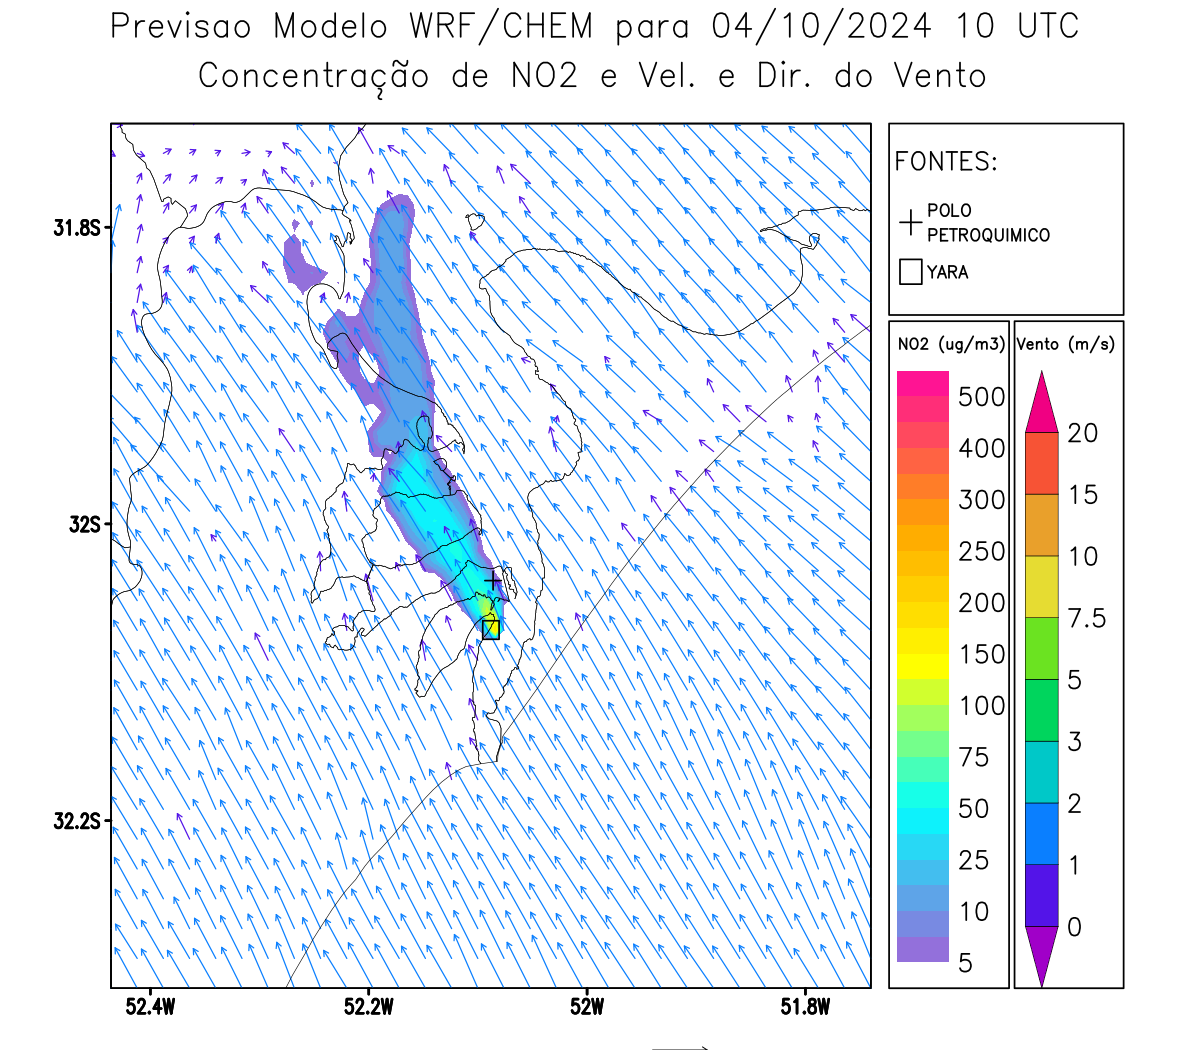 Previsao Modelo WRF/CHEM para 04/10/2024 10 UTC
Concentração de NO2 e Vel. e Dir. do Vento
FONTES:
POLO
PETROQUIMICO
YARA
31.8S
32S
32.2S
52.4W
52.2W
52W
51.8W
NO2 (ug/m3)
500
400
300
250
200
150
100
75
50
25
10
5
Vento (m/s)
20
15
10
7.5
5
3
2
1
0